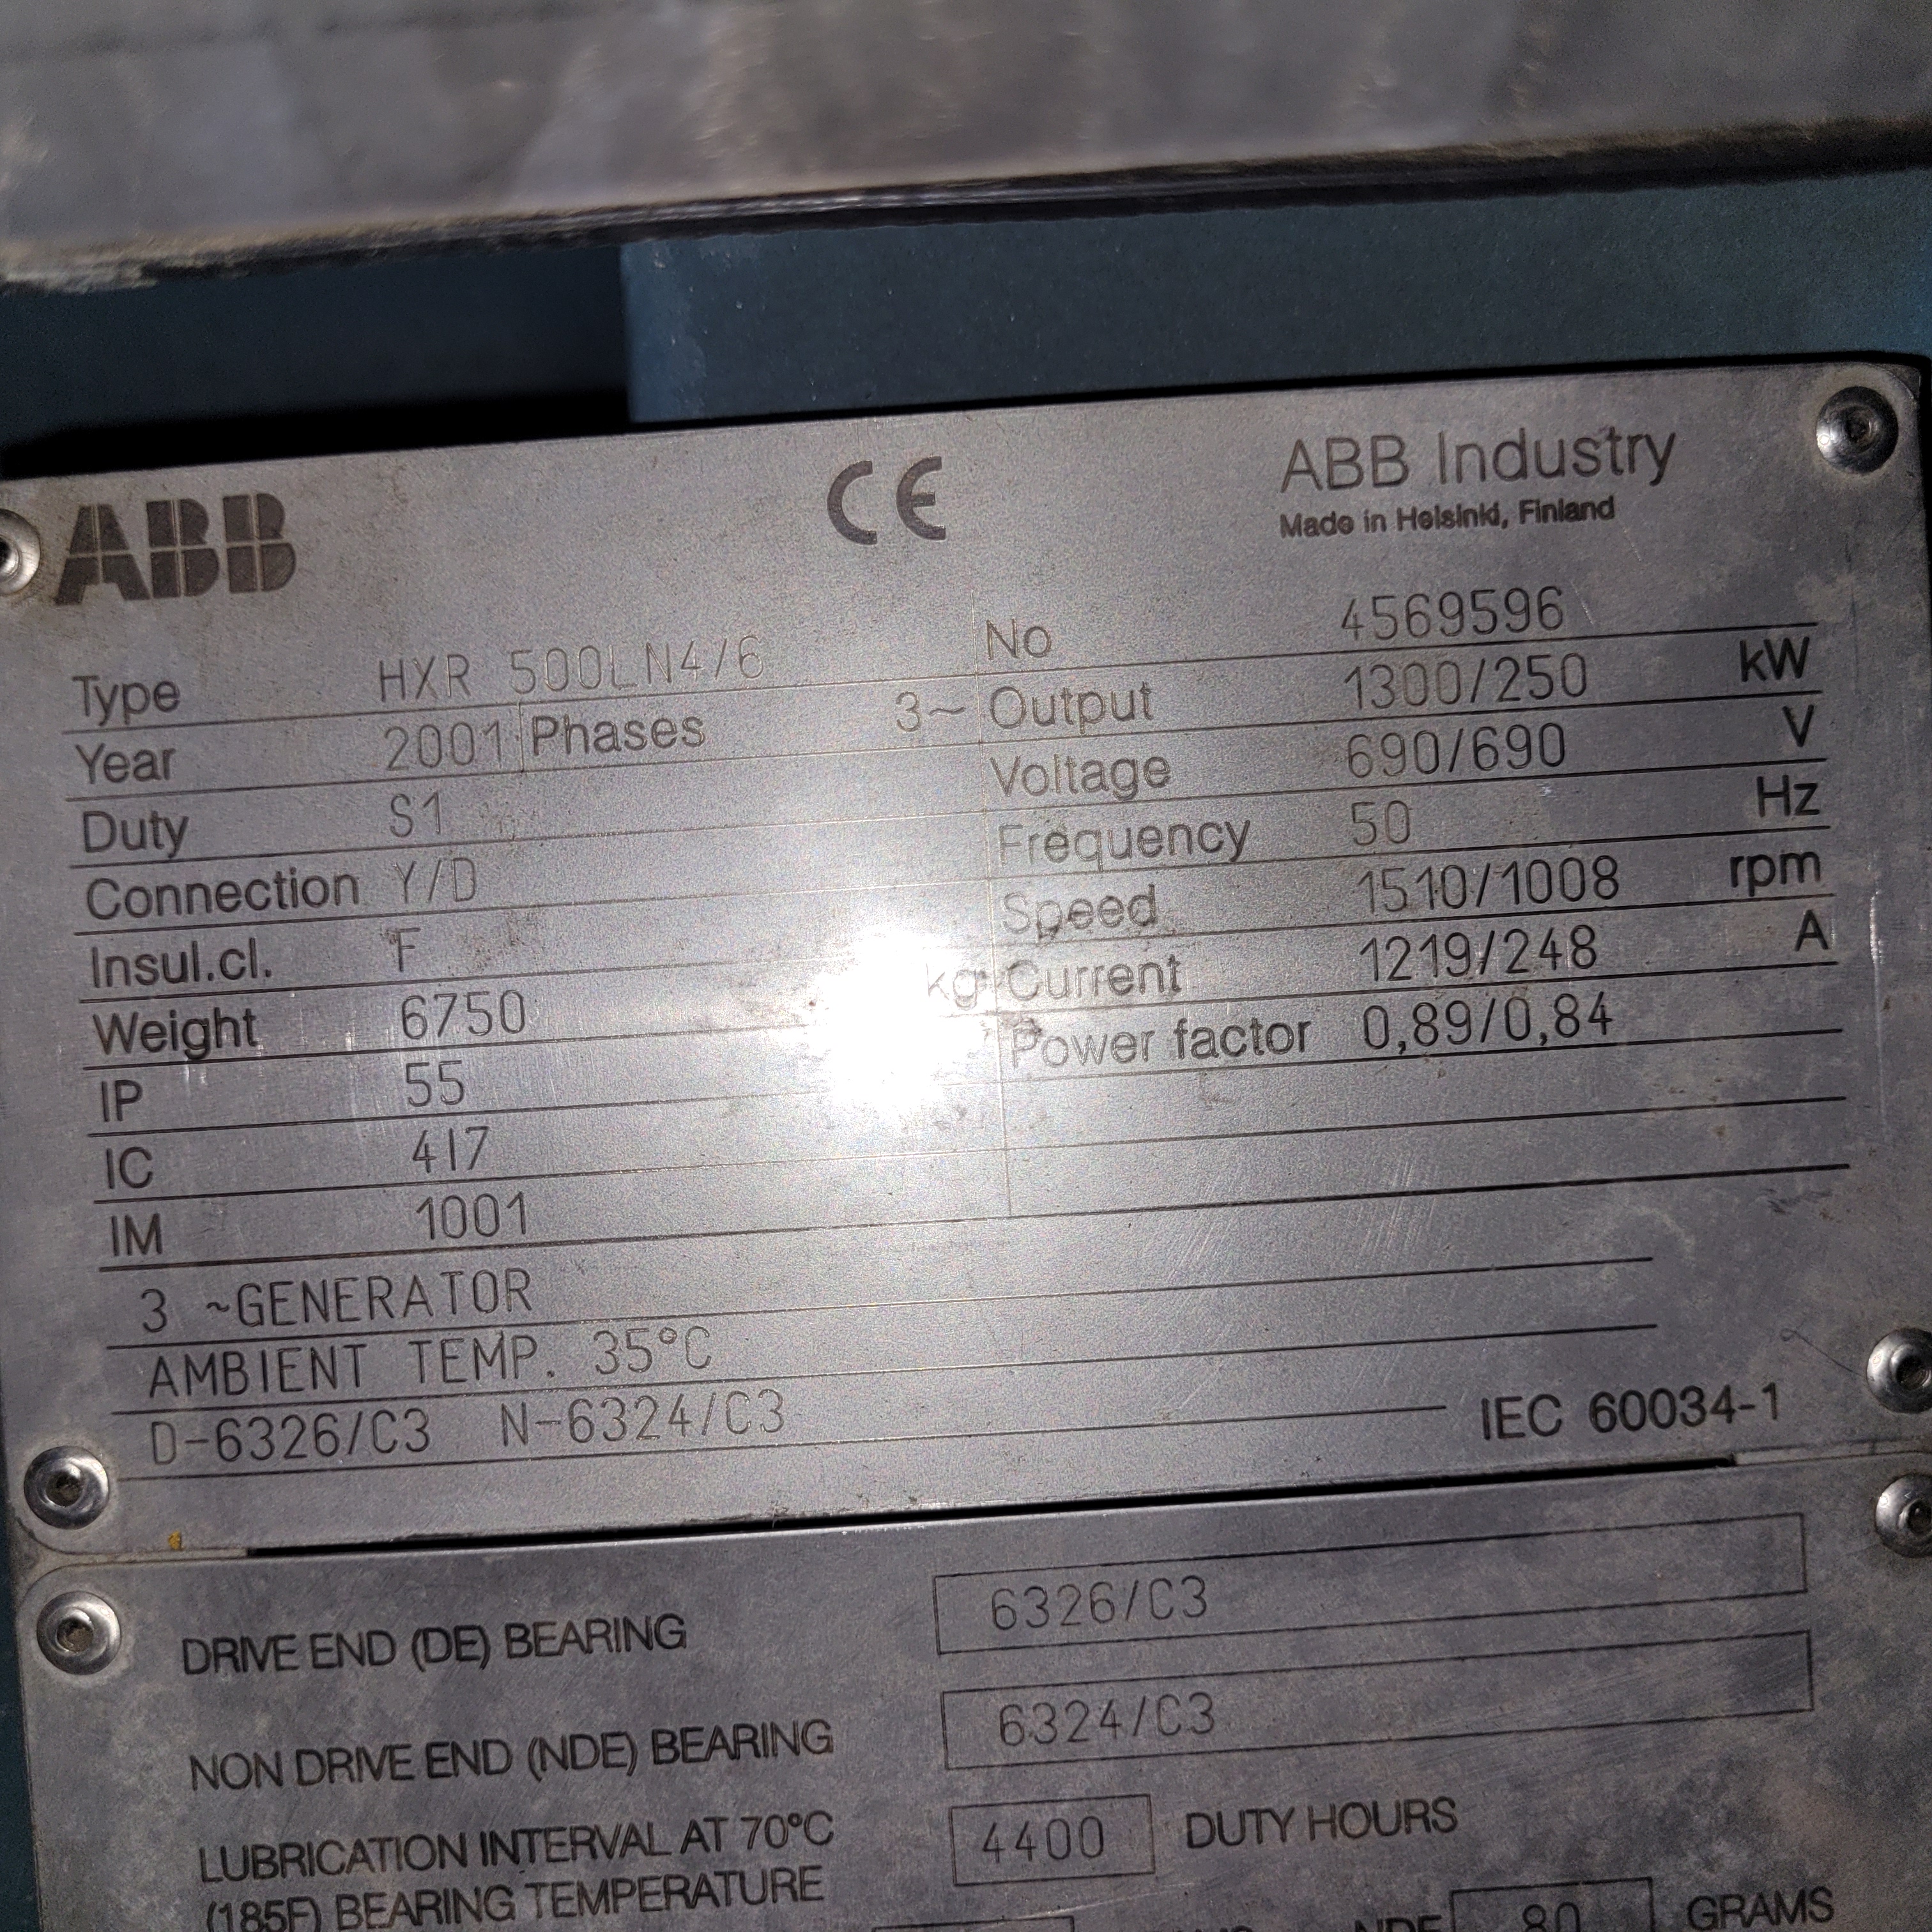 ABB
CE
ABB Industry
Made in Helsinki, Finland
Type HXR 500LN4/6
No 4569596
Year 2001 Phases 3~
Output 1300/250 kW
Duty S1
Voltage 690/690 V
Connection Y/D
Frequency 50 Hz
Insul.cl. F
Speed 1510/1008 rpm
Weight 6750 kg
Current 1219/248 A
IP 55
Power factor 0,89/0,84
IC 417
IM 1001
3 ~GENERATOR
AMBIENT TEMP. 35°C
D-6326/C3 N-6324/C3
IEC 60034-1
DRIVE END (DE) BEARING 6326/C3
NON DRIVE END (NDE) BEARING 6324/C3
LUBRICATION INTERVAL AT 70°C 4400 DUTY HOURS
(185F) BEARING TEMPERATURE
NDE 80 GRAMS